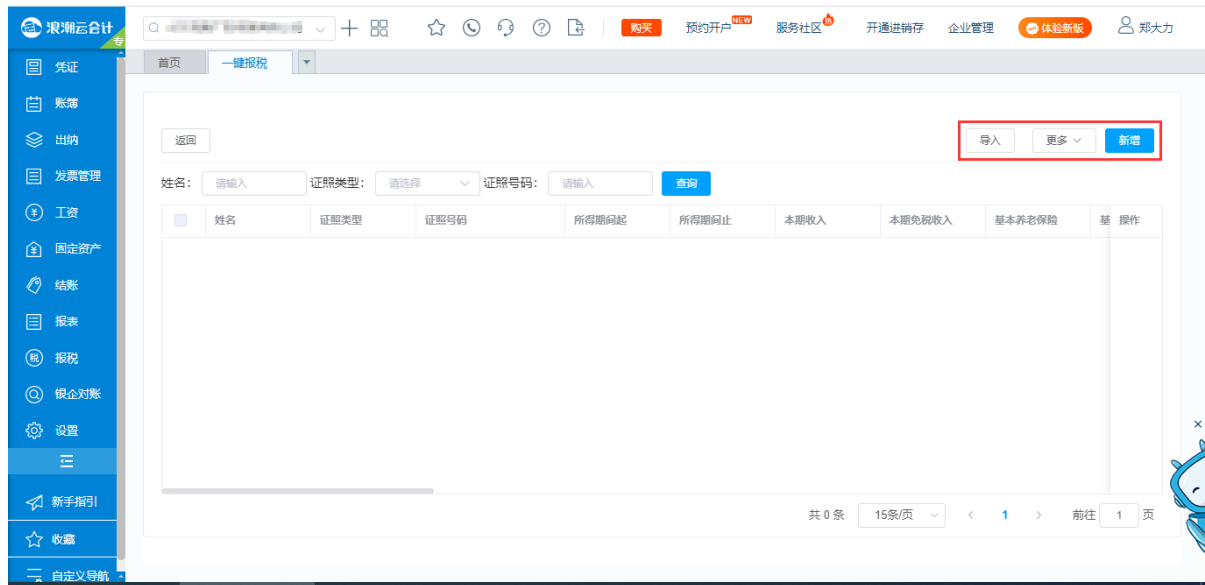 浪潮云会计
专
购买
预约开户 NEW
服务社区 热
开通进销存
企业管理
体验新版
郑大力
凭证
账簿
出纳
发票管理
工资
固定资产
结账
报表
报税
银企对账
设置
新手指引
收藏
自定义导航
首页
一键报税
返回
导入
更多
新增
姓名： 请输入 证照类型： 请选择 证照号码： 请输入 查询
姓名 证照类型 证照号码 所得期间起 所得期间止 本期收入 本期免税收入 基本养老保险 基 操作
共 0 条 15条/页 1 前往 1 页